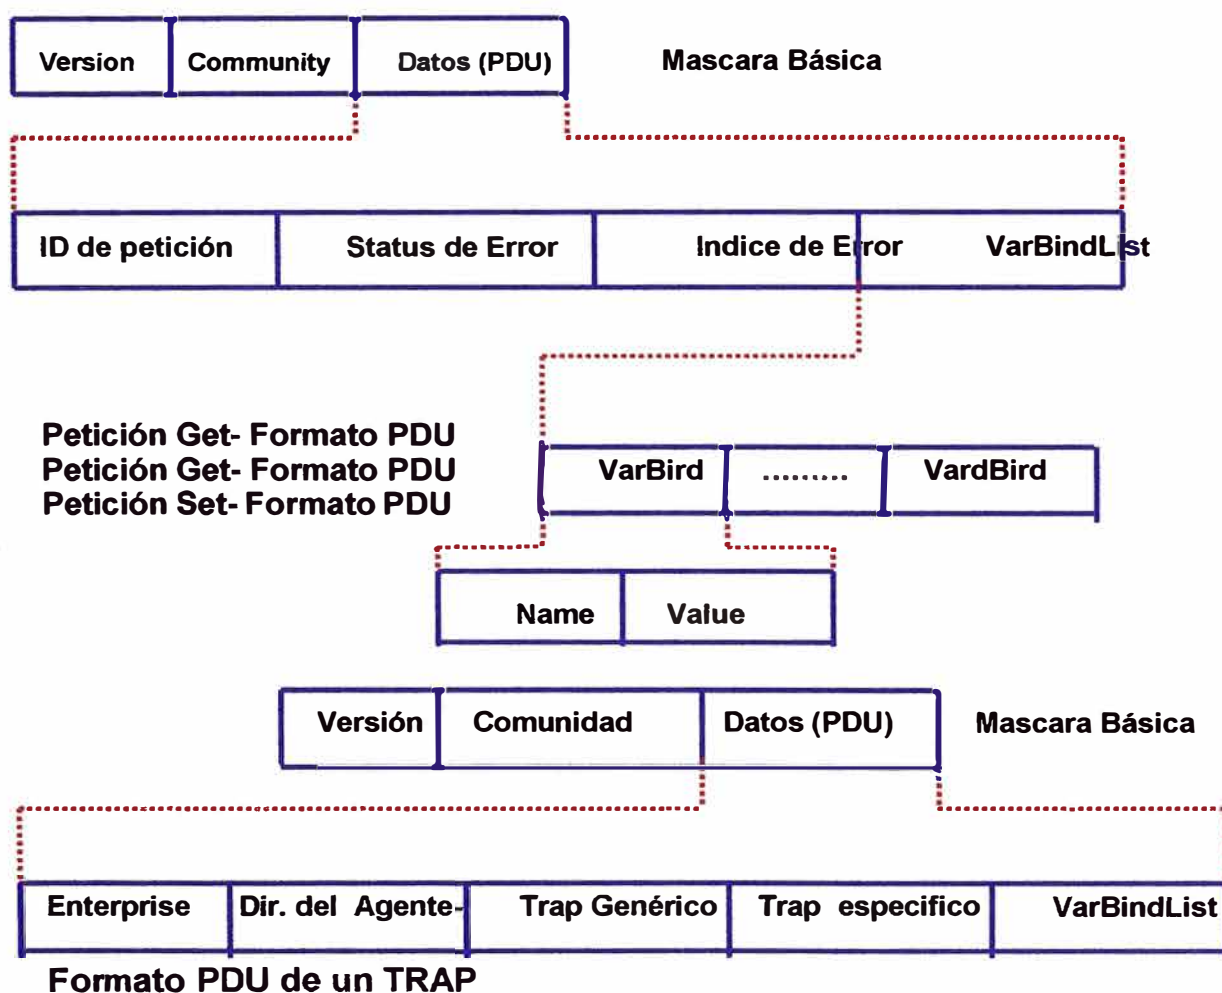 Version Community Datos (PDU) Mascara Básica
ID de petición Status de Error Indice de Error VarBindList
Petición Get- Formato PDU
Petición Get- Formato PDU
Petición Set- Formato PDU
VarBird ......... VardBird
Name Value
Versión Comunidad Datos (PDU) Mascara Básica
Enterprise Dir. del Agente- Trap Genérico Trap especifico VarBindList
Formato PDU de un TRAP